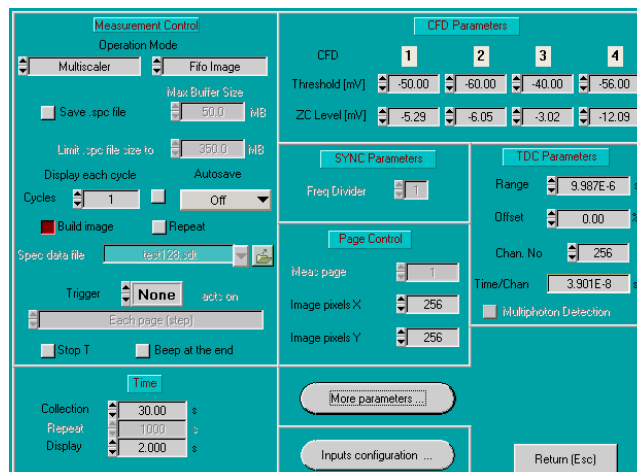 Measurement Control
Operation Mode
Multiscaler Fifo Image
Max Buffer Size
Save .spc file 50.0 MB
Limit .spc file size to 350.0 MB
Display each cycle Autosave
Cycles 1 Off
Build image Repeat
Spec data file test128.sdt
Trigger None acts on
Each page (step)
Stop T Beep at the end
Time
Collection 30.00 s
Repeat 1000 s
Display 2.000 s
CFD Parameters
CFD 1 2 3 4
Threshold [mV] -50.00 -60.00 -40.00 -56.00
ZC Level [mV] -5.29 -6.05 -3.02 -12.09
SYNC Parameters
Freq Divider 1
Page Control
Meas page 1
Image pixels X 256
Image pixels Y 256
More parameters ...
Inputs configuration ...
TDC Parameters
Range 9.987E-6 s
Offset 0.00 %
Chan. No 256
Time/Chan 3.901E-8 s
Multiphoton Detection
Return (Esc)